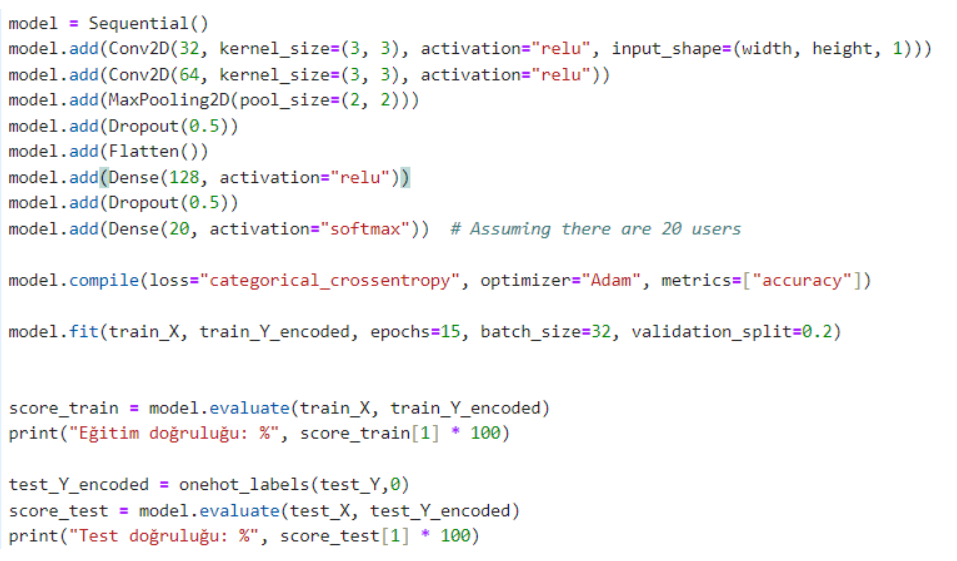 model = Sequential()
model.add(Conv2D(32, kernel_size=(3, 3), activation="relu", input_shape=(width, height, 1)))
model.add(Conv2D(64, kernel_size=(3, 3), activation="relu"))
model.add(MaxPooling2D(pool_size=(2, 2)))
model.add(Dropout(0.5))
model.add(Flatten())
model.add(Dense(128, activation="relu"))
model.add(Dropout(0.5))
model.add(Dense(20, activation="softmax"))  # Assuming there are 20 users
model.compile(loss="categorical_crossentropy", optimizer="Adam", metrics=["accuracy"])
model.fit(train_X, train_Y_encoded, epochs=15, batch_size=32, validation_split=0.2)
score_train = model.evaluate(train_X, train_Y_encoded)
print("Eğitim doğruluğu: %", score_train[1] * 100)
test_Y_encoded = onehot_labels(test_Y,0)
score_test = model.evaluate(test_X, test_Y_encoded)
print("Test doğruluğu: %", score_test[1] * 100)